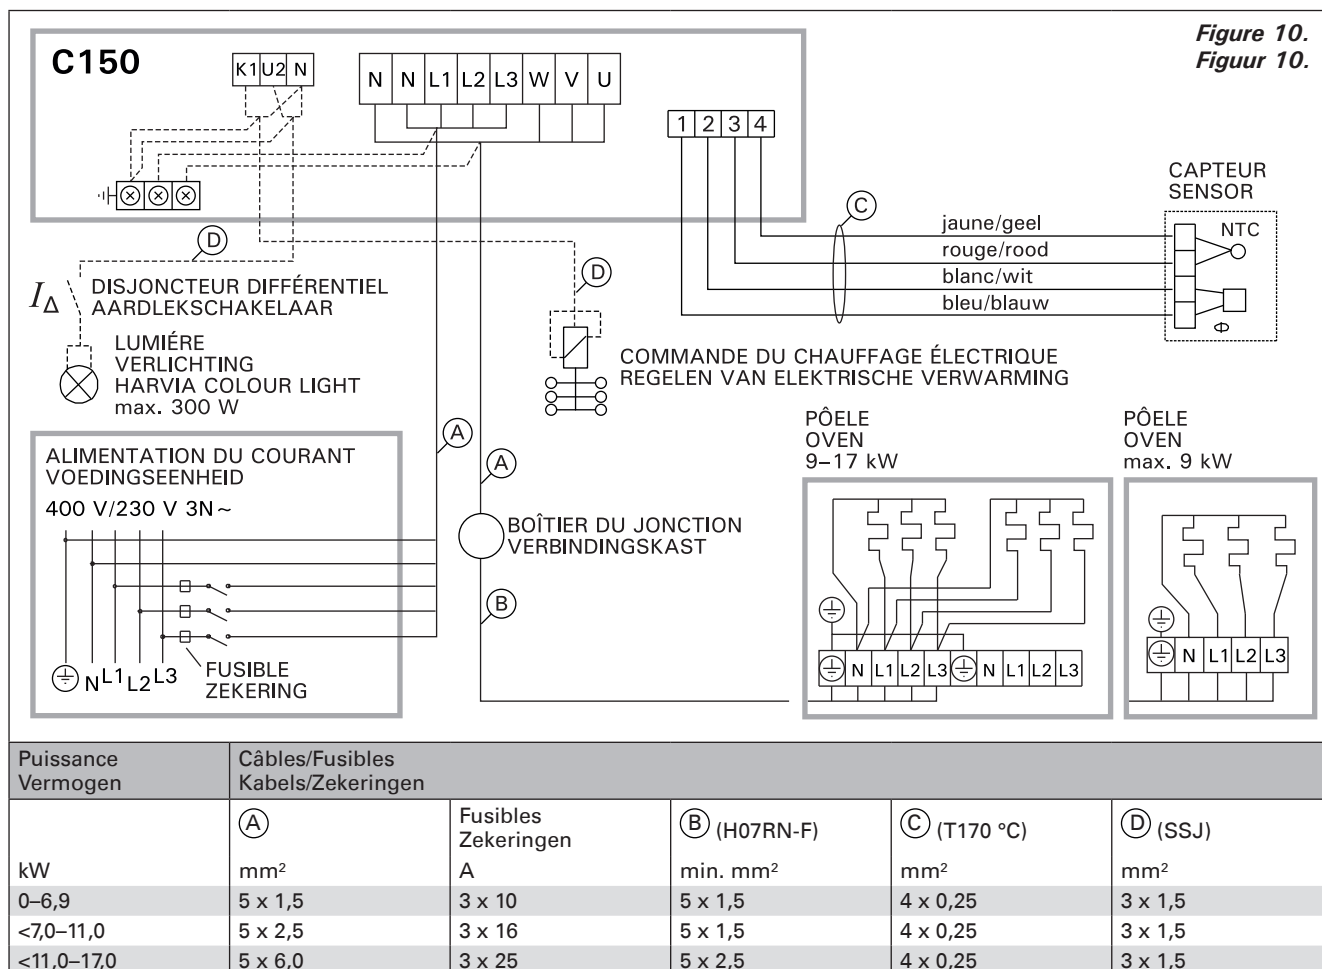 Figure 10.
Figuur 10.
C150
K1 U2 N
N N L1 L2 L3 W V U
1 2 3 4
CAPTEUR
SENSOR
C
jaune/geel
rouge/rood
blanc/wit
bleu/blauw
NTC
Φ
D
I∆
DISJONCTEUR DIFFÉRENTIEL
AARDLEKSCHAKELAAR
D
LUMIÉRE
VERLICHTING
HARVIA COLOUR LIGHT
max. 300 W
COMMANDE DU CHAUFFAGE ÉLECTRIQUE
REGELEN VAN ELEKTRISCHE VERWARMING
A
A
ALIMENTATION DU COURANT
VOEDINGSEENHEID
400 V/230 V 3N~
N L1 L2 L3
FUSIBLE
ZEKERING
BOÎTIER DU JONCTION
VERBINDINGSKAST
B
PÔELE
OVEN
9–17 kW
N L1 L2 L3 N L1 L2 L3
PÔELE
OVEN
max. 9 kW
N L1 L2 L3
Puissance
Vermogen
Câbles/Fusibles
Kabels/Zekeringen
A
Fusibles
Zekeringen
B (H07RN-F)
C (T170 °C)
D (SSJ)
kW mm² A min. mm² mm² mm²
0–6,9 5 x 1,5 3 x 10 5 x 1,5 4 x 0,25 3 x 1,5
<7,0–11,0 5 x 2,5 3 x 16 5 x 1,5 4 x 0,25 3 x 1,5
<11,0–17,0 5 x 6,0 3 x 25 5 x 2,5 4 x 0,25 3 x 1,5